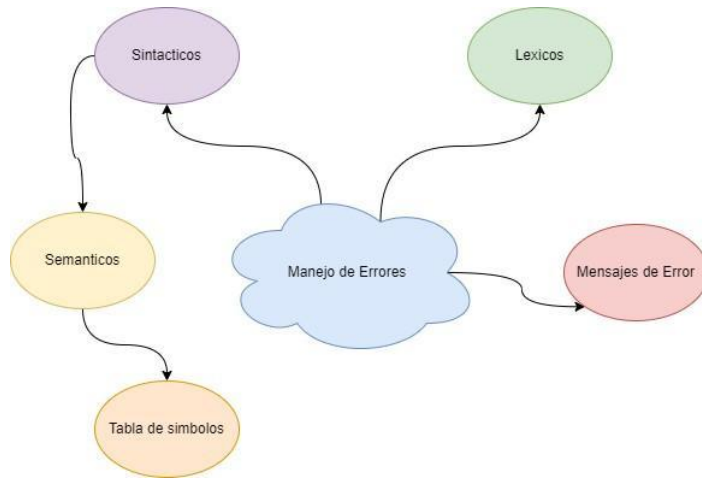 Sintacticos
Lexicos
Semanticos
Manejo de Errores
Mensajes de Error
Tabla de simbolos